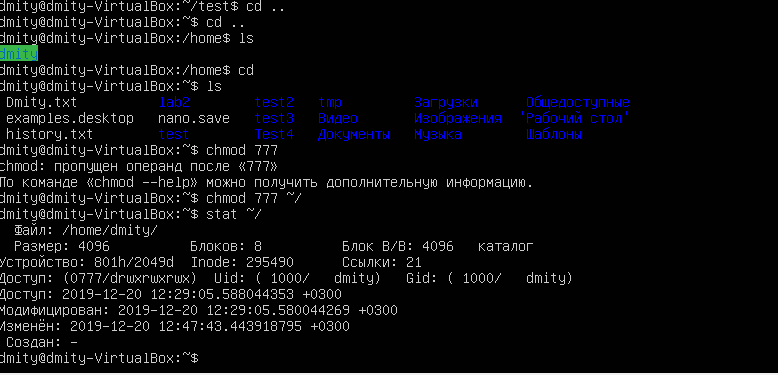 dmity@dmity-VirtualBox:~/test$ cd ..
dmity@dmity-VirtualBox:~$ cd ..
dmity@dmity-VirtualBox:/home$ ls
dmity
dmity@dmity-VirtualBox:/home$ cd
dmity@dmity-VirtualBox:~$ ls
Dmity.txt lab2 test2 tmp Загрузки Общедоступные
examples.desktop nano.save test3 Видео Изображения 'Рабочий стол'
history.txt test Test4 Документы Музыка Шаблоны
dmity@dmity-VirtualBox:~$ chmod 777
chmod: пропущен операнд после «777»
По команде «chmod --help» можно получить дополнительную информацию.
dmity@dmity-VirtualBox:~$ chmod 777 ~/
dmity@dmity-VirtualBox:~$ stat ~/
Файл: /home/dmity/
Размер: 4096 Блоков: 8 Блок В/В: 4096 каталог
Устройство: 801h/2049d Inode: 295490 Ссылки: 21
Доступ: (0777/drwxrwxrwx) Uid: ( 1000/ dmity) Gid: ( 1000/ dmity)
Доступ: 2019-12-20 12:29:05.588044353 +0300
Модифицирован: 2019-12-20 12:29:05.580044269 +0300
Изменён: 2019-12-20 12:47:43.443918795 +0300
Создан: -
dmity@dmity-VirtualBox:~$